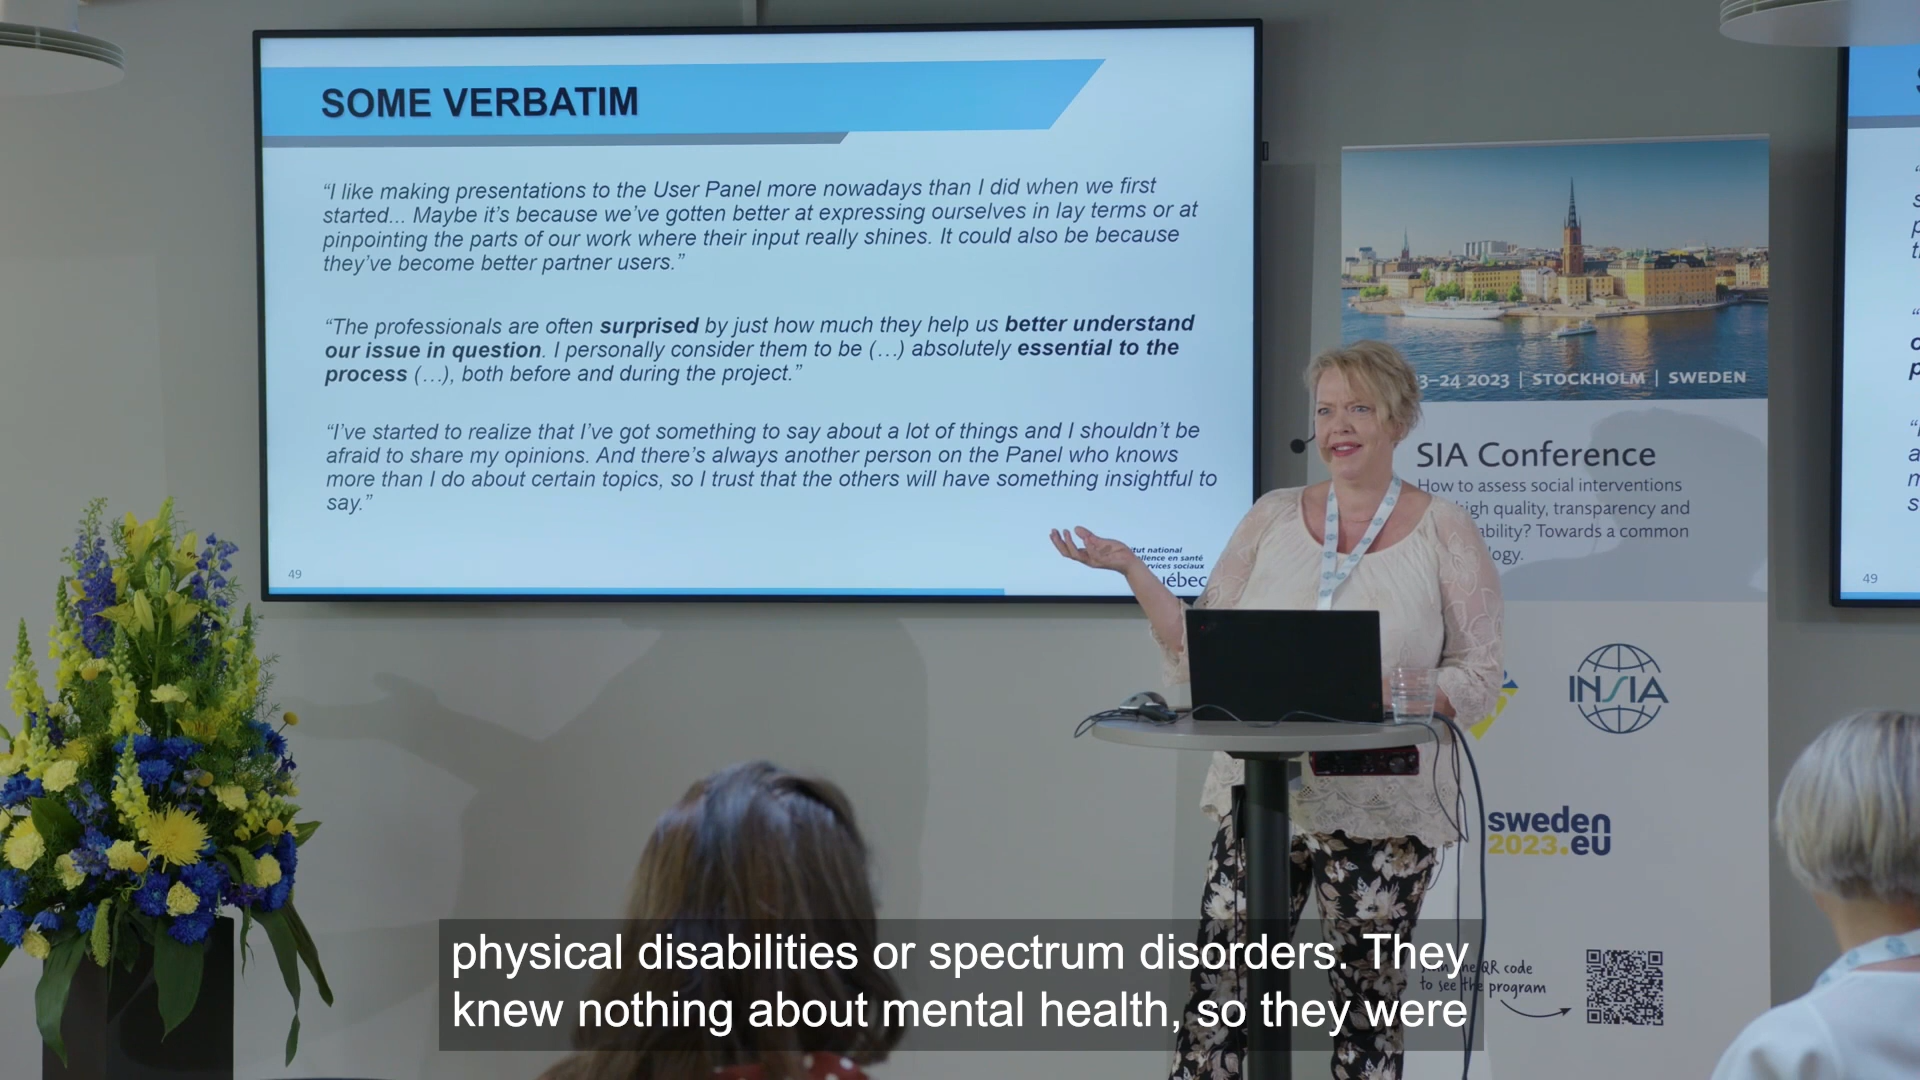 SOME VERBATIM
“I like making presentations to the User Panel more nowadays than I did when we first
started... Maybe it’s because we’ve gotten better at expressing ourselves in lay terms or at
pinpointing the parts of our work where their input really shines. It could also be because
they’ve become better partner users.”
“The professionals are often surprised by just how much they help us better understand
our issue in question. I personally consider them to be (…) absolutely essential to the
process (…), both before and during the project.”
“I’ve started to realize that I’ve got something to say about a lot of things and I shouldn’t be
afraid to share my opinions. And there’s always another person on the Panel who knows
more than I do about certain topics, so I trust that the others will have something insightful to
say.”
49
national
en santé
sociaux
3–24 2023 | STOCKHOLM | SWEDEN
SIA Conference
How to assess social interventions
quality, transparency and
Towards a common
INSIA
sweden
2023.eu
QR code
to see the program
49
physical disabilities or spectrum disorders. They
knew nothing about mental health, so they were